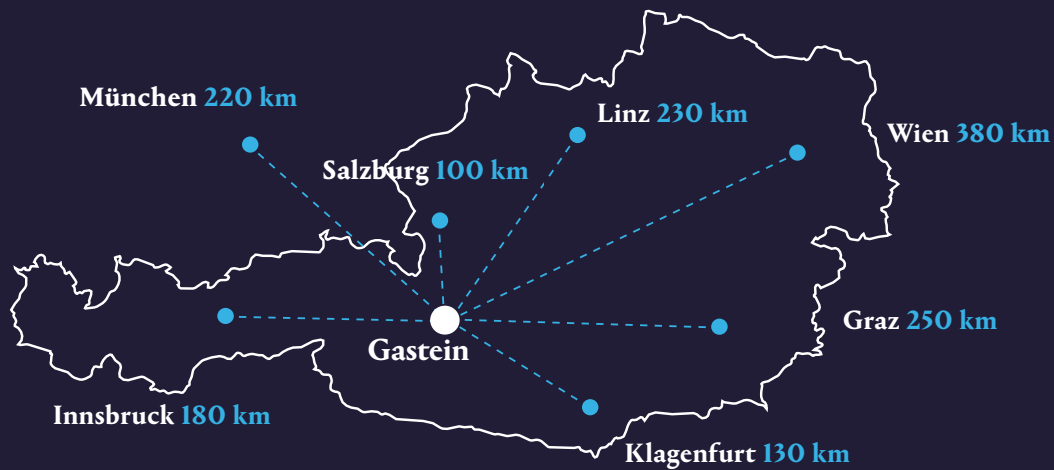 München 220 km
Linz 230 km
Wien 380 km
Salzburg 100 km
Graz 250 km
Gastein
Innsbruck 180 km
Klagenfurt 130 km